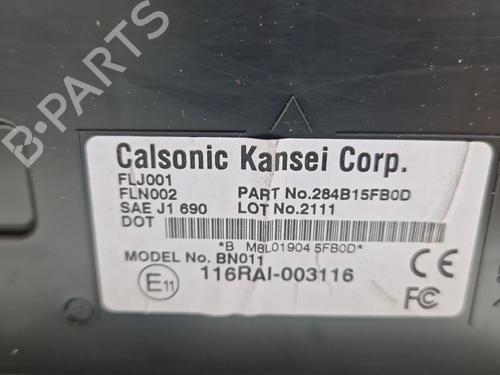 B-PARTS
Calsonic Kansei Corp.
FLJ001
FLN002 PART No.284B15FB0D
SAE J1 690 LOT No.2111
DOT
*B M8L01904 5FB0D*
MODEL No. BN011
116RAI-003116
E11
CE
FC